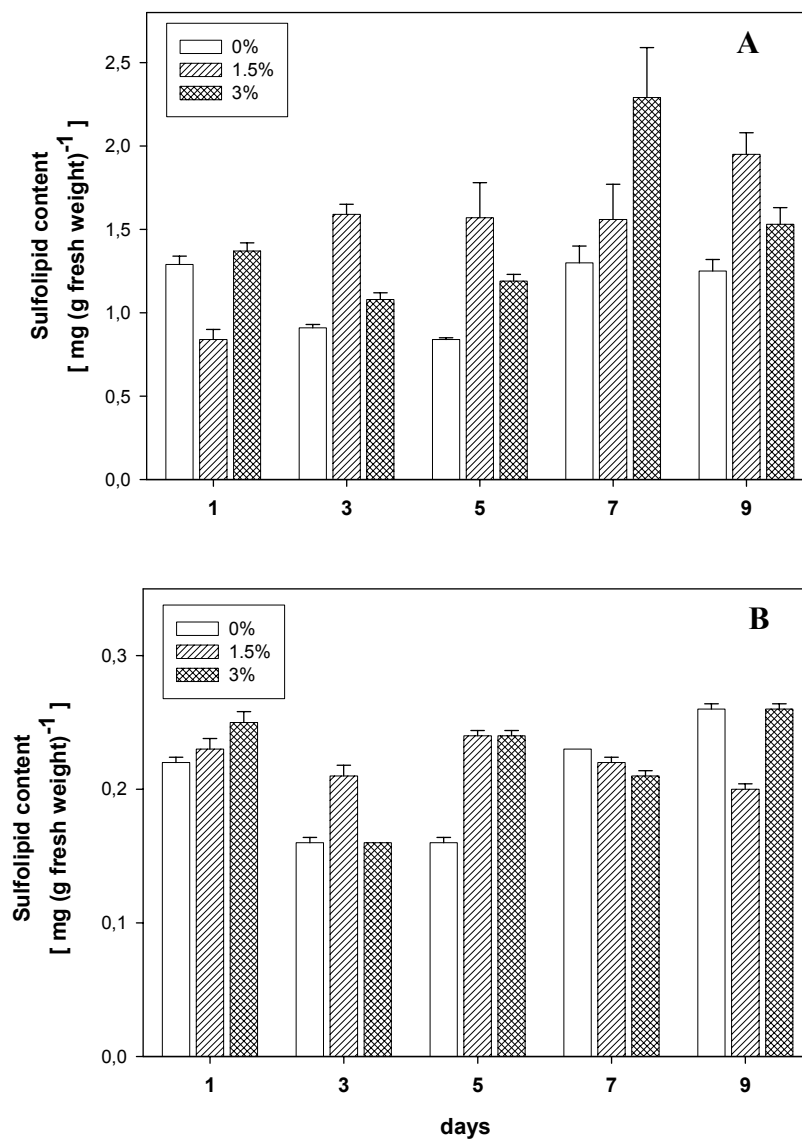 A
0%
1.5%
3%
2,5
2,0
1,5
1,0
0,5
0,0
Sulfolipid content
[ mg (g fresh weight)-1 ]
1 3 5 7 9
B
0%
1.5%
3%
0,3
0,2
0,1
0,0
Sulfolipid content
[ mg (g fresh weight)-1 ]
1 3 5 7 9
days